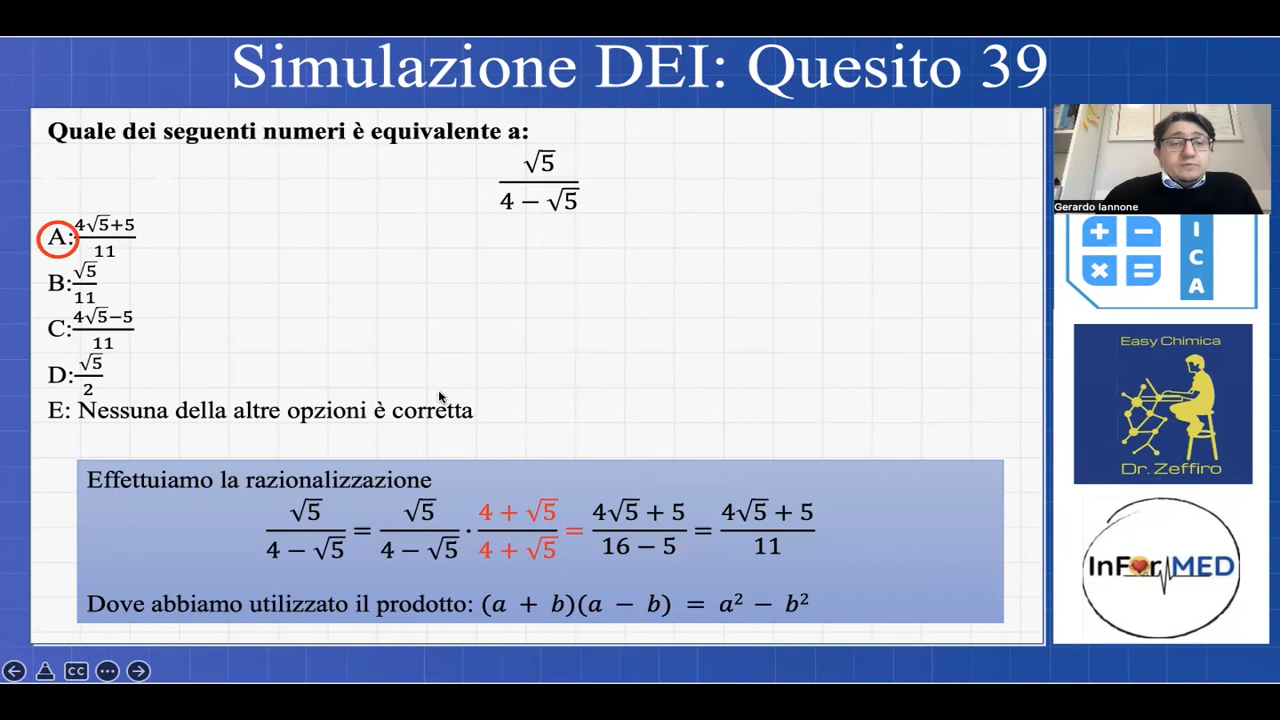 Simulazione DEI: Quesito 39
Quale dei seguenti numeri è equivalente a:
√5 / (4 − √5)
A: (4√5+5) / 11
B: √5 / 11
C: (4√5−5) / 11
D: √5 / 2
E: Nessuna della altre opzioni è corretta
Effettuiamo la razionalizzazione
√5 / (4 − √5) = √5 / (4 − √5) · (4 + √5) / (4 + √5) = (4√5 + 5) / (16 − 5) = (4√5 + 5) / 11
Dove abbiamo utilizzato il prodotto: (a + b)(a − b) = a² − b²
Gerardo Iannone
+ − I
C
× = A
Easy Chimica
Dr. Zeffiro
InForMED
CC